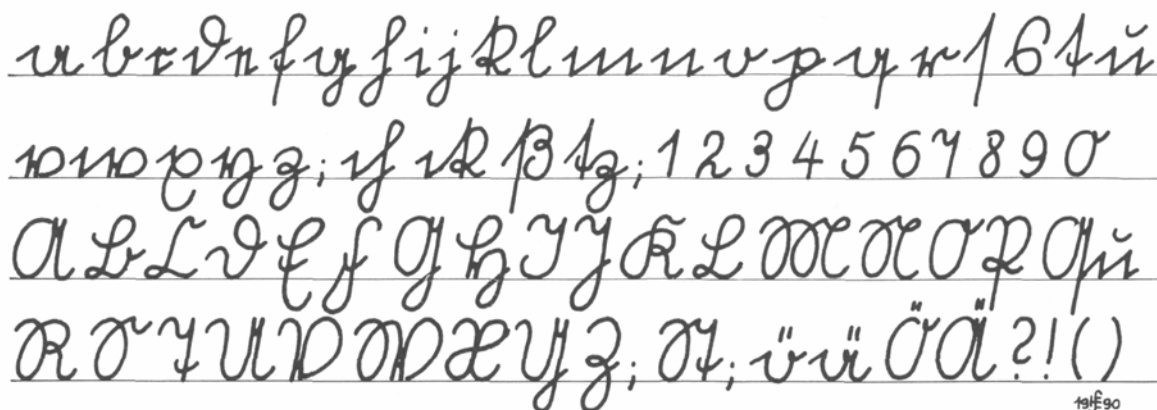 a b c d e f g h i j k l m n o p q r ſ s t u
v w x y z ; ch ck ß tz ; 1 2 3 4 5 6 7 8 9 0
A B C D E F G H I J K L M N O P Qu
R S T U V W X Y Z ; St ; ö ä Ö Ä ? ! ( )